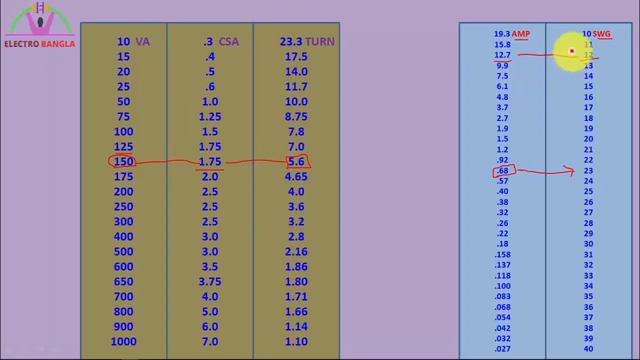 ELECTRO BANGLA
10 VA .3 CSA 23.3 TURN
15 .4 17.5
20 .5 14.0
25 .6 11.7
50 1.0 10.0
75 1.25 8.75
100 1.5 7.8
125 1.75 7.0
150 1.75 5.6
175 2.0 4.65
200 2.5 4.0
250 2.5 3.6
300 2.5 3.2
400 3.0 2.8
500 3.0 2.16
600 3.5 1.86
650 3.75 1.80
700 4.0 1.71
800 5.0 1.66
900 6.0 1.14
1000 7.0 1.10
19.3 AMP 10 SWG
15.8 11
12.7 12
9.9 13
7.5 14
6.1 15
4.8 16
3.7 17
2.7 18
1.9 19
1.5 20
1.2 21
.92 22
.68 23
.57 24
.40 25
.38 26
.32 27
.26 28
.22 29
.18 30
.158 31
.137 32
.118 33
.100 34
.083 35
.068 36
.054 37
.042 38
.032 39
.027 40